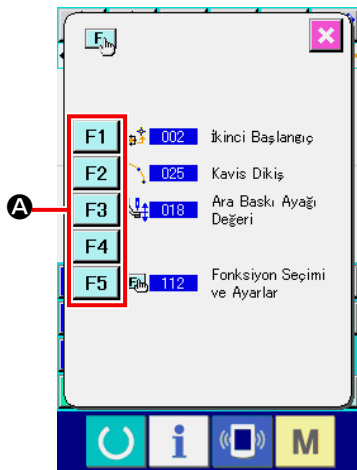 F
F1 002 İkinci Başlangıç
F2 025 Kavis Dikiş
A F3 018 Ara Baskı Ayağı
Değeri
F4
F5 112 Fonksiyon Seçimi
ve Ayarlar
i M